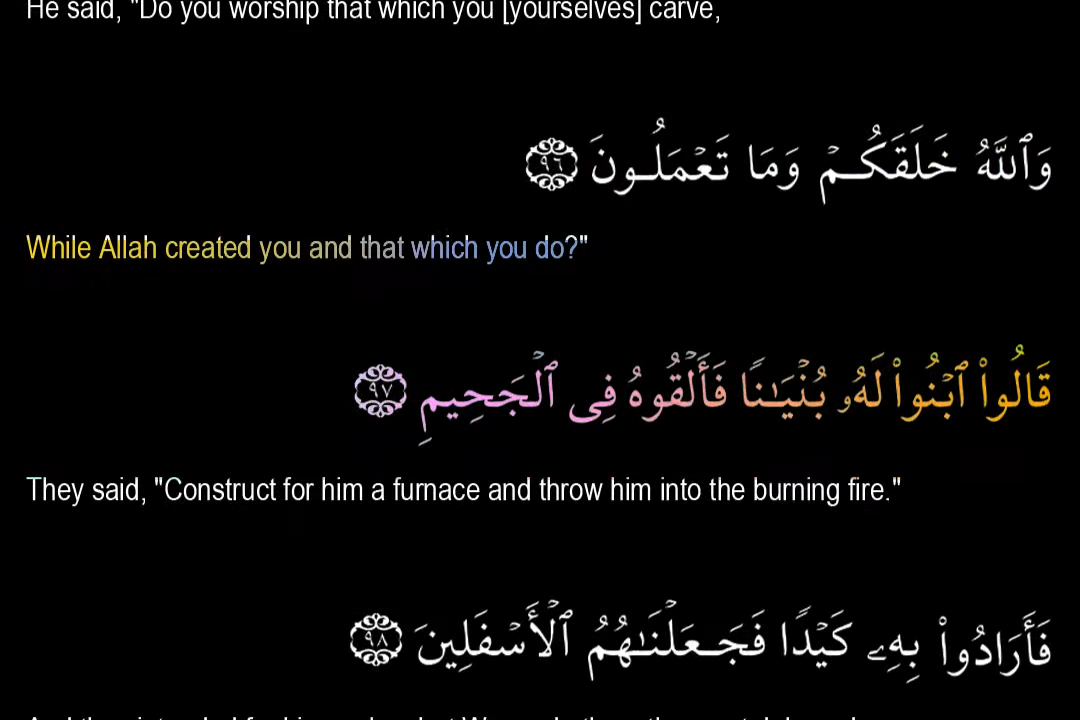 He said, "Do you worship that which you [yourselves] carve,
وَٱللَّهُ خَلَقَكُمْ وَمَا تَعْمَلُونَ ٩٦
While Allah created you and that which you do?"
قَالُوا۟ ٱبْنُوا۟ لَهُۥ بُنْيَـٰنًا فَأَلْقُوهُ فِى ٱلْجَحِيمِ ٩٧
They said, "Construct for him a furnace and throw him into the burning fire."
فَأَرَادُوا۟ بِهِۦ كَيْدًا فَجَعَلْنَـٰهُمُ ٱلْأَسْفَلِينَ ٩٨